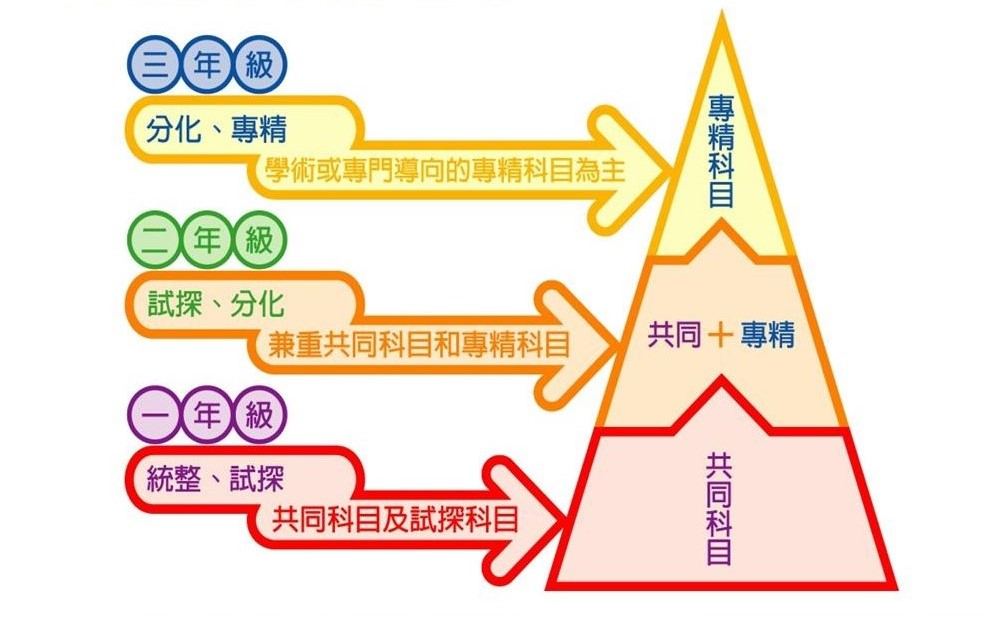 三年級
分化、專精
學術或專門導向的專精科目為主
專精科目
二年級
試探、分化
兼重共同科目和專精科目
共同＋專精
一年級
統整、試探
共同科目及試探科目
共同科目